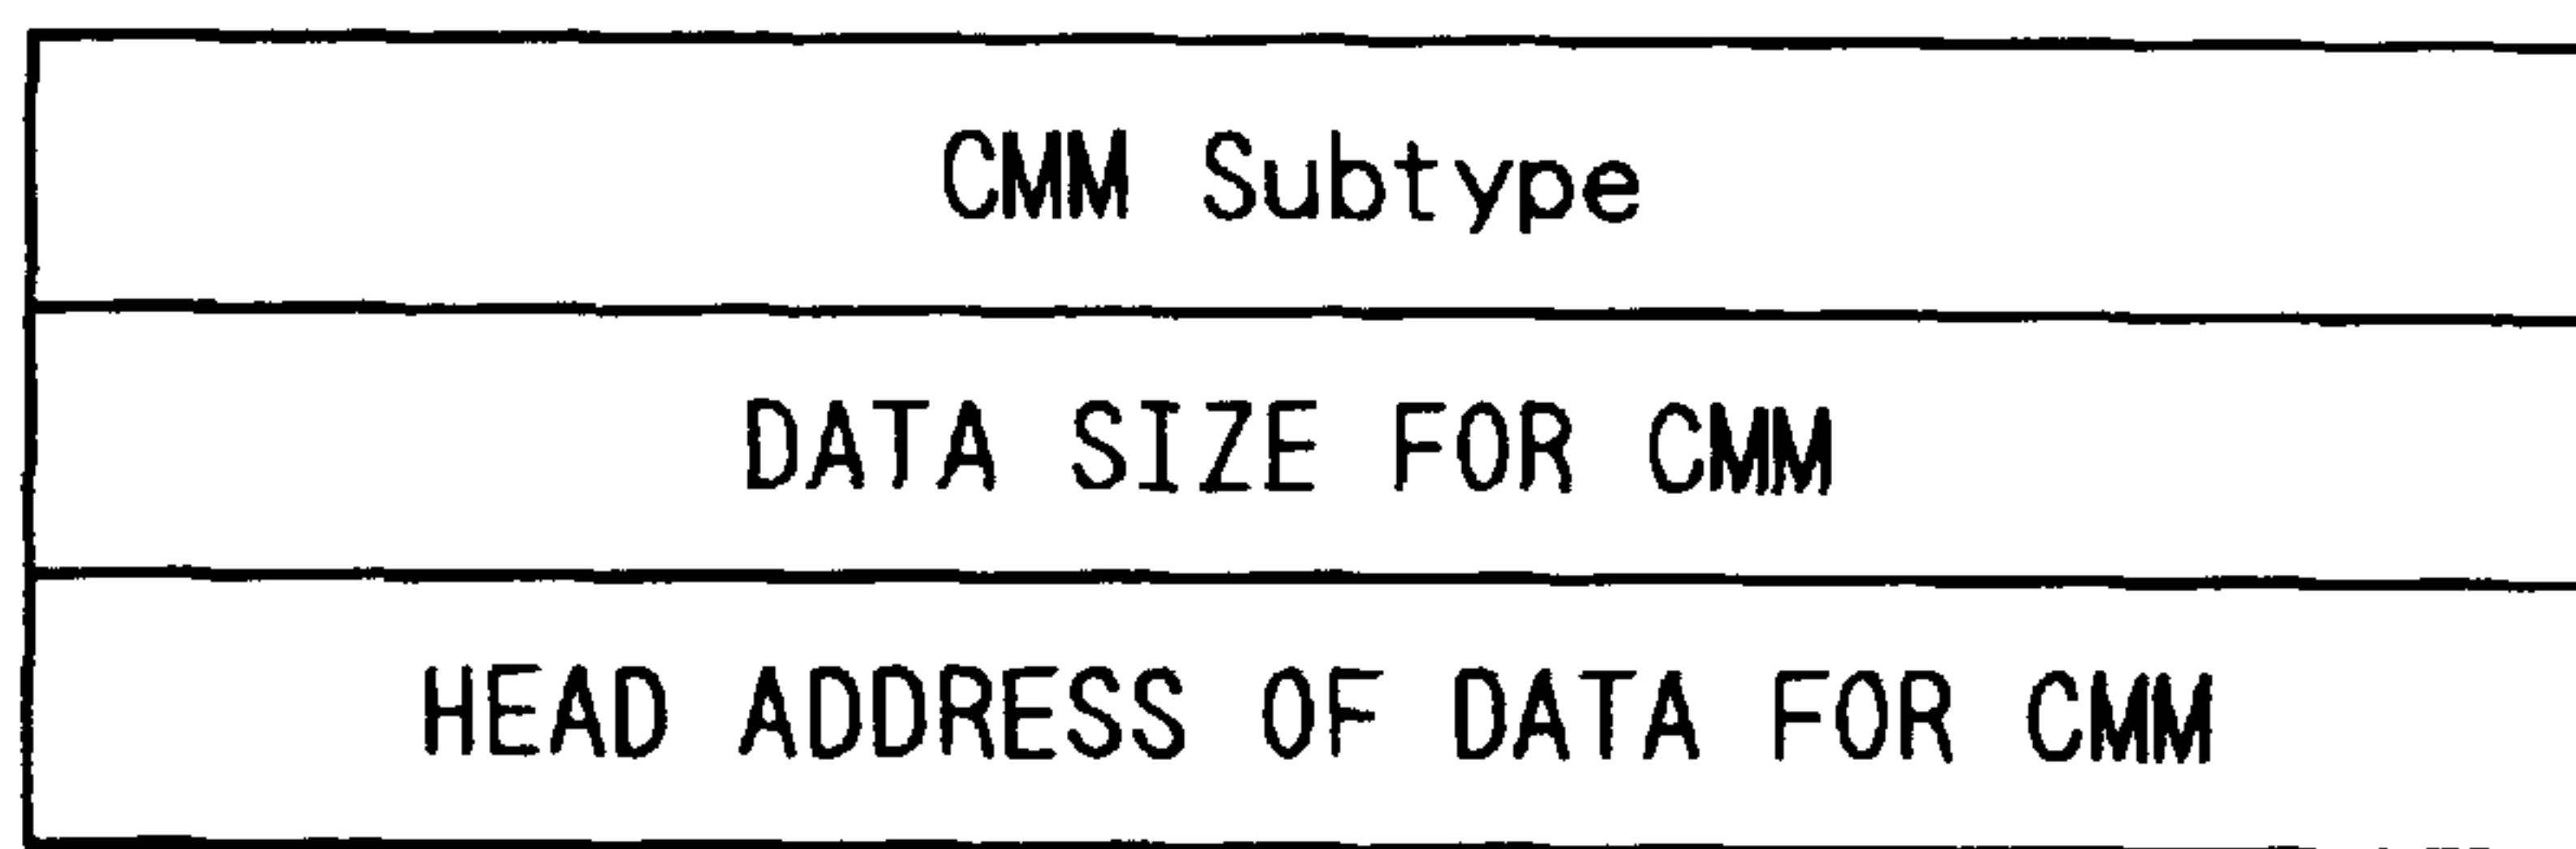 CMM Subtype
DATA SIZE FOR CMM
HEAD ADDRESS OF DATA FOR CMM